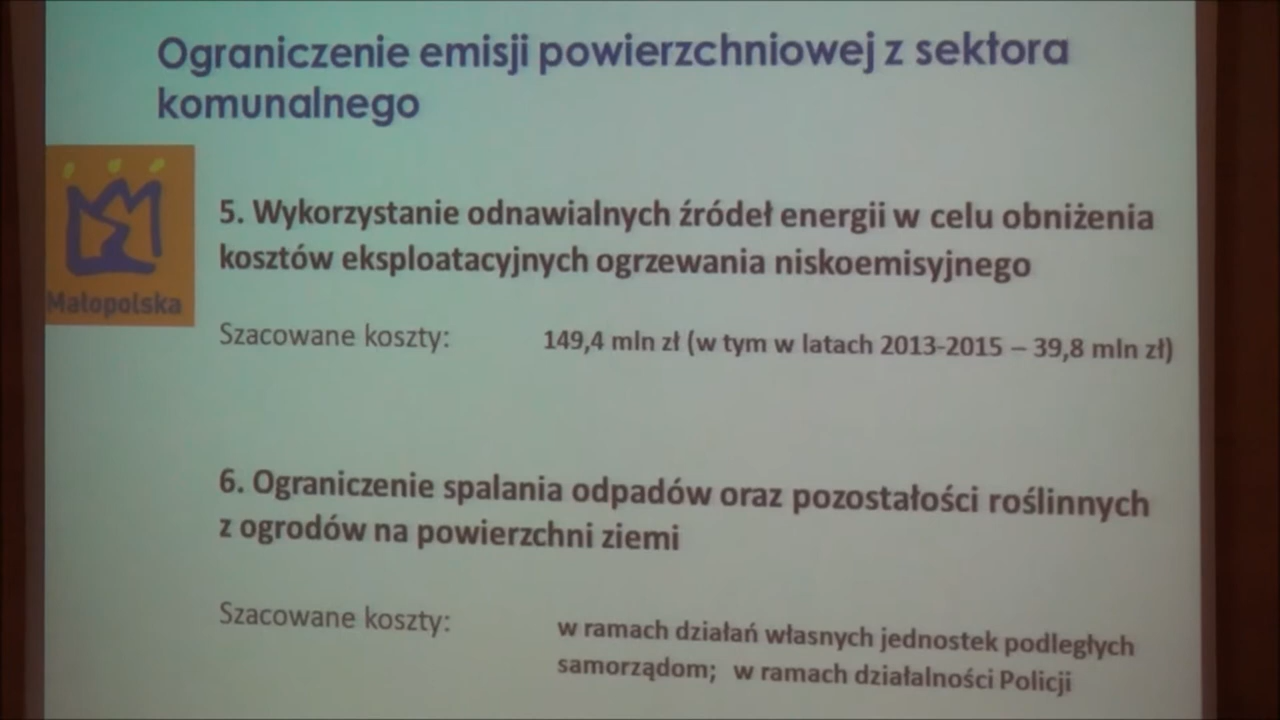 Ograniczenie emisji powierzchniowej z sektora
komunalnego
Małopolska
5. Wykorzystanie odnawialnych źródeł energii w celu obniżenia
kosztów eksploatacyjnych ogrzewania niskoemisyjnego
Szacowane koszty: 149,4 mln zł (w tym w latach 2013-2015 – 39,8 mln zł)
6. Ograniczenie spalania odpadów oraz pozostałości roślinnych
z ogrodów na powierzchni ziemi
Szacowane koszty: w ramach działań własnych jednostek podległych
samorządom; w ramach działalności Policji